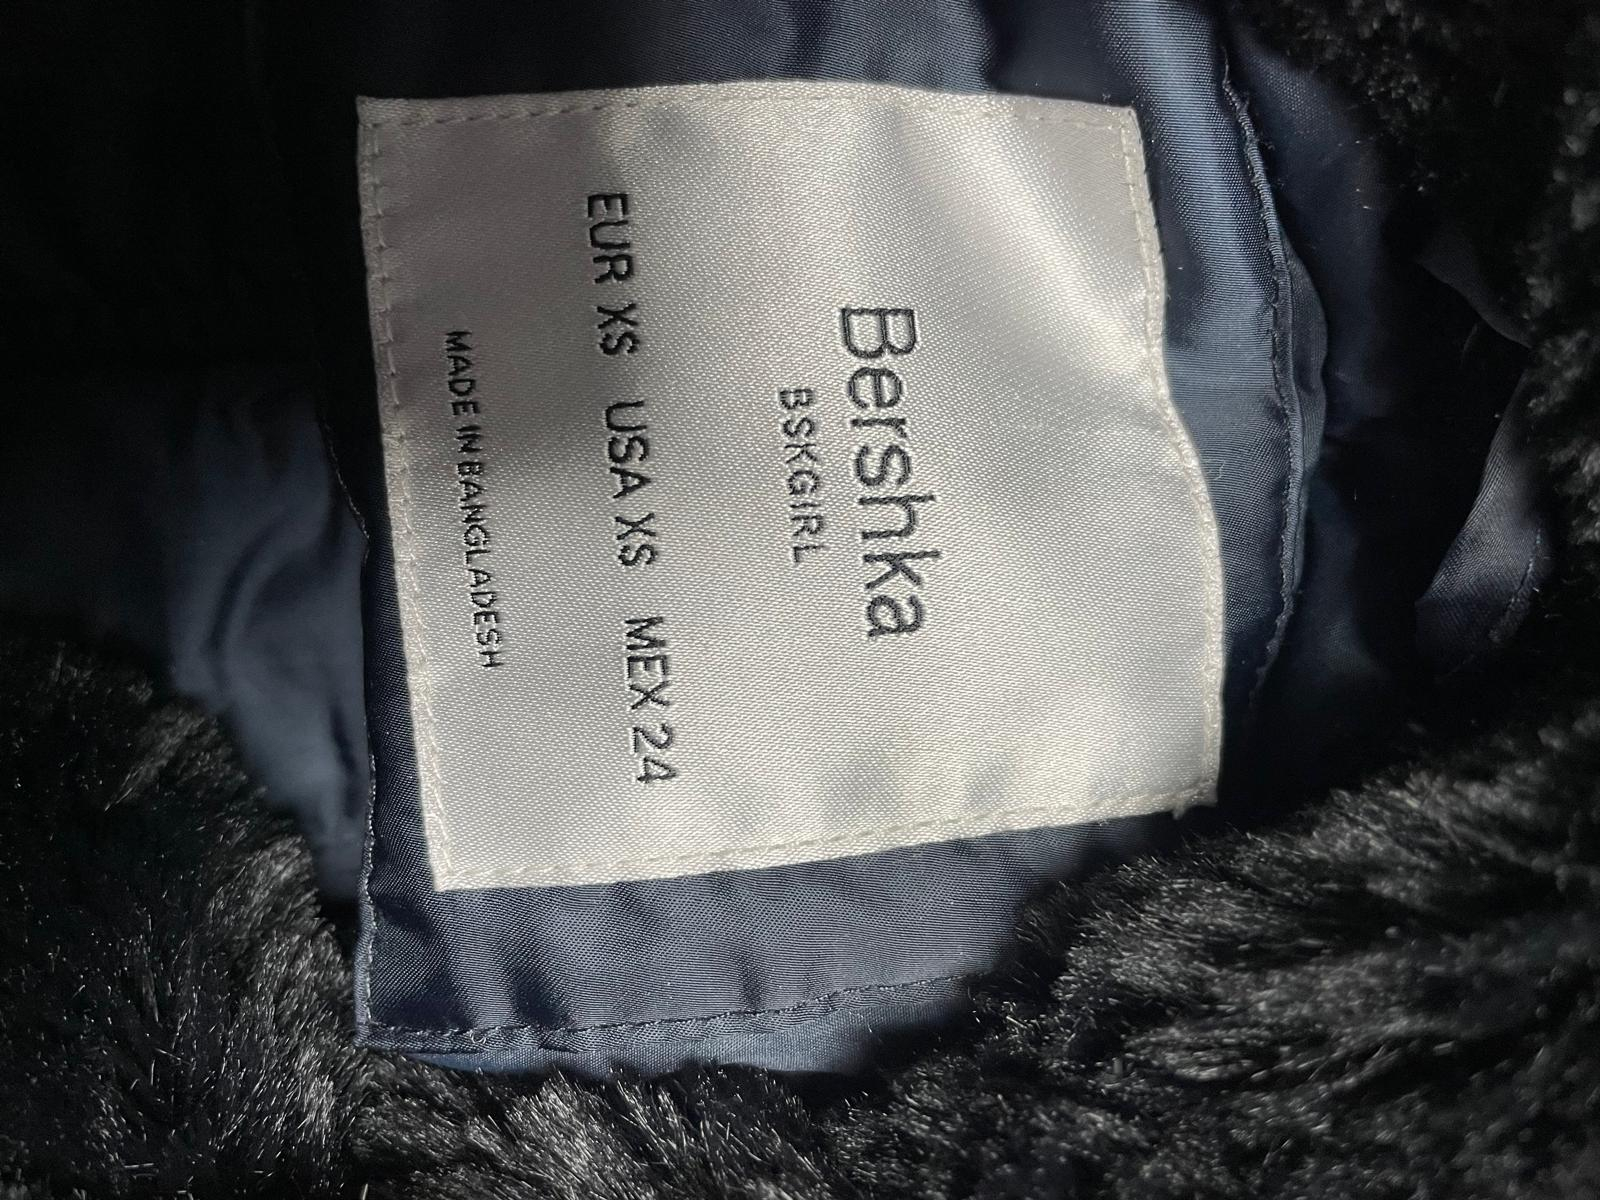 Bershka
BSKGIRL
EUR XS USA XS MEX 24
MADE IN BANGLADESH